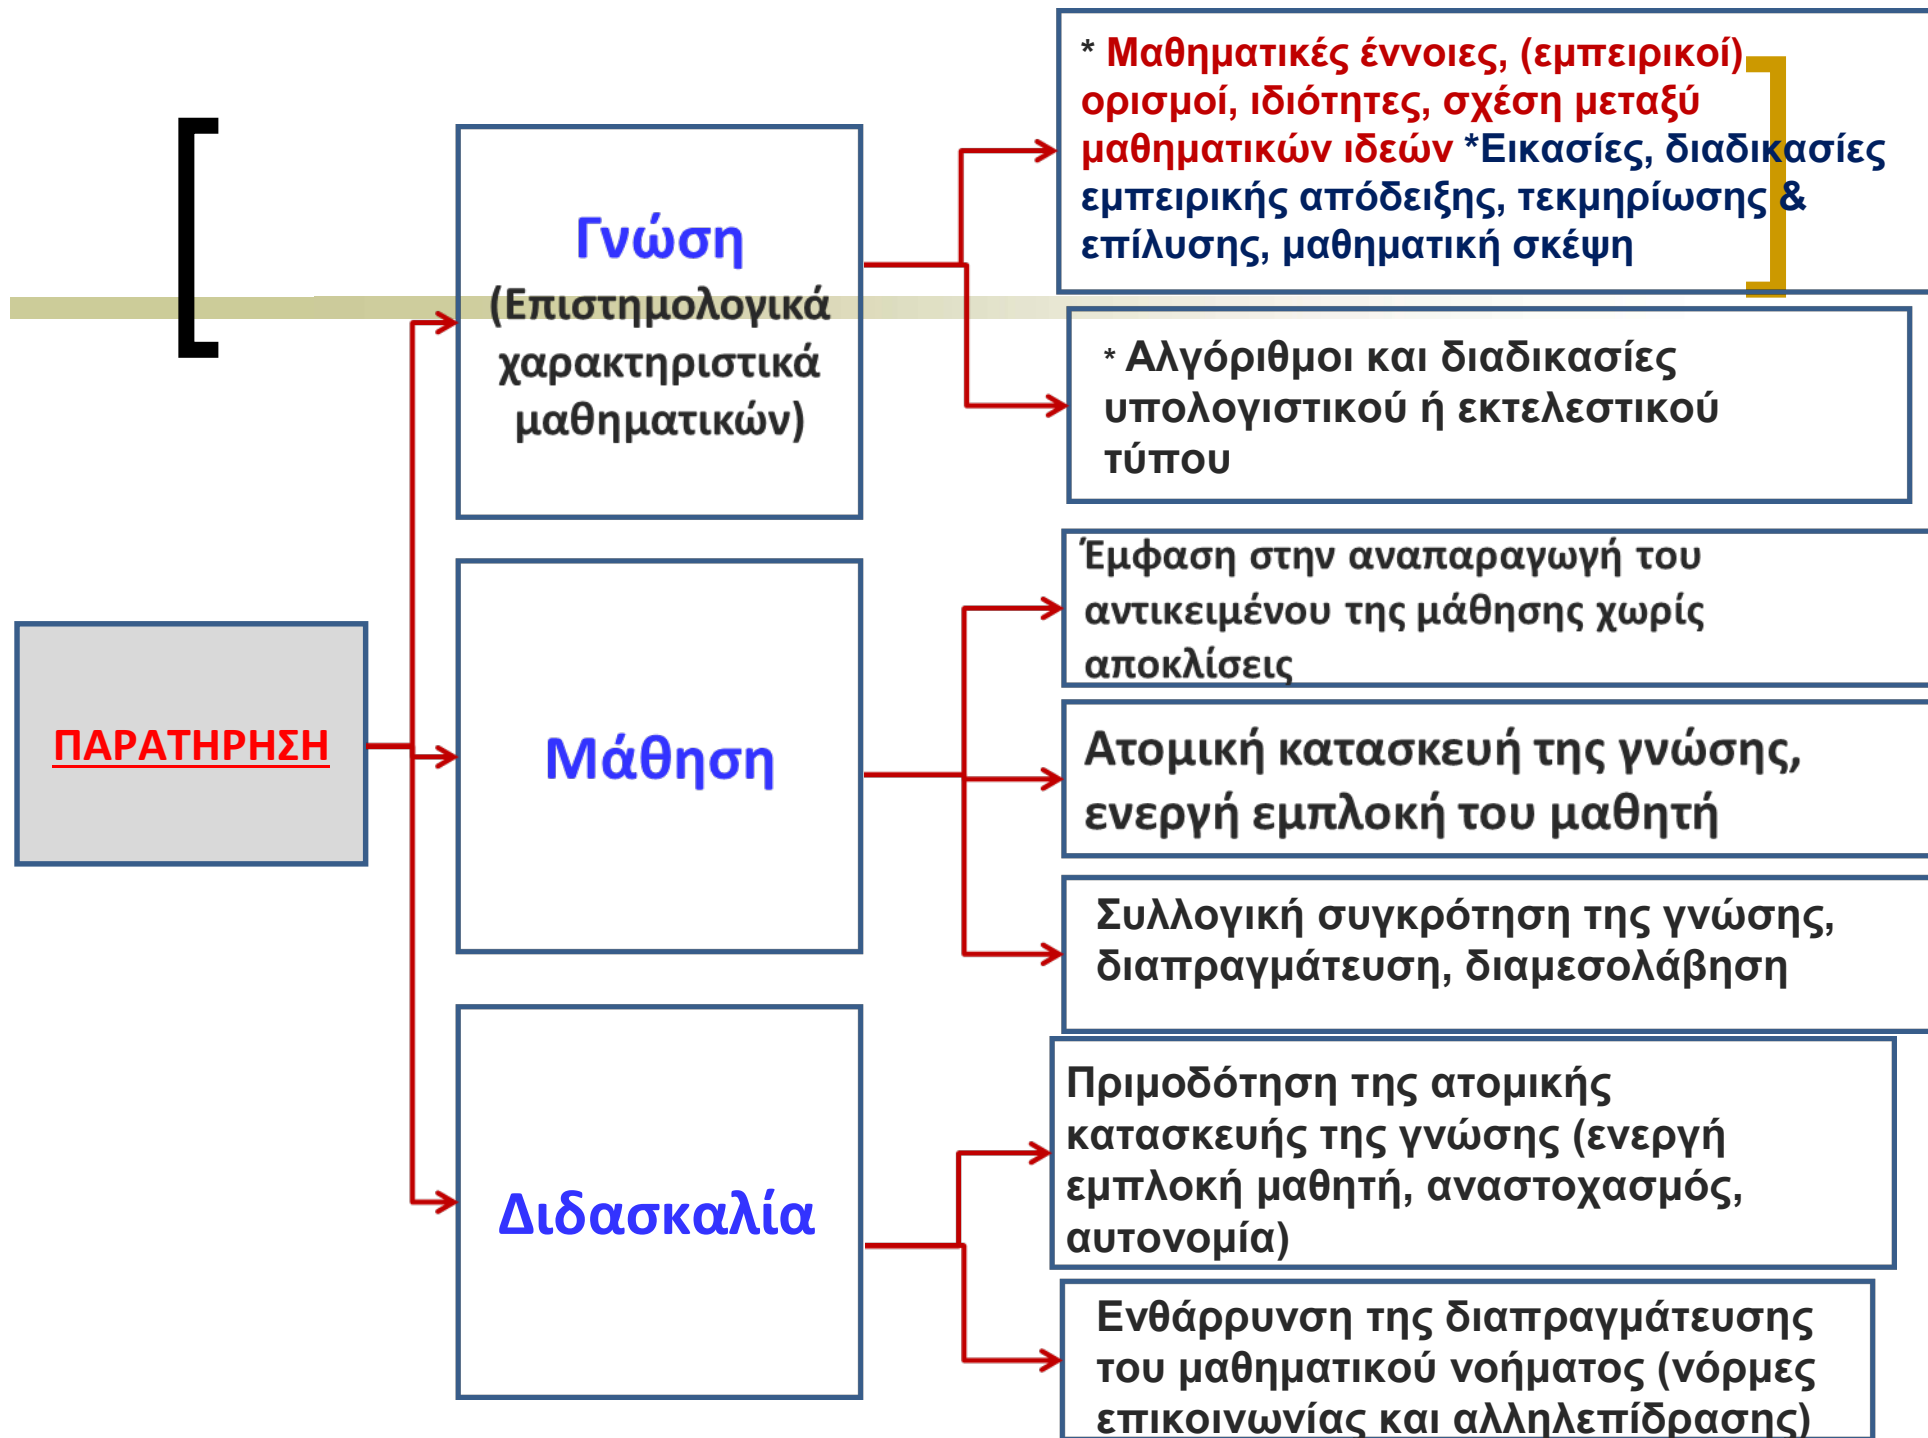 ΠΑΡΑΤΗΡΗΣΗ
Γνώση
(Επιστημολογικά
χαρακτηριστικά
μαθηματικών)
* Μαθηματικές έννοιες, (εμπειρικοί)
ορισμοί, ιδιότητες, σχέση μεταξύ
μαθηματικών ιδεών *Εικασίες, διαδικασίες
εμπειρικής απόδειξης, τεκμηρίωσης &
επίλυσης, μαθηματική σκέψη
* Αλγόριθμοι και διαδικασίες
υπολογιστικού ή εκτελεστικού
τύπου
Μάθηση
Έμφαση στην αναπαραγωγή του
αντικειμένου της μάθησης χωρίς
αποκλίσεις
Ατομική κατασκευή της γνώσης,
ενεργή εμπλοκή του μαθητή
Συλλογική συγκρότηση της γνώσης,
διαπραγμάτευση, διαμεσολάβηση
Διδασκαλία
Πριμοδότηση της ατομικής
κατασκευής της γνώσης (ενεργή
εμπλοκή μαθητή, αναστοχασμός,
αυτονομία)
Ενθάρρυνση της διαπραγμάτευσης
του μαθηματικού νοήματος (νόρμες
επικοινωνίας και αλληλεπίδρασης)